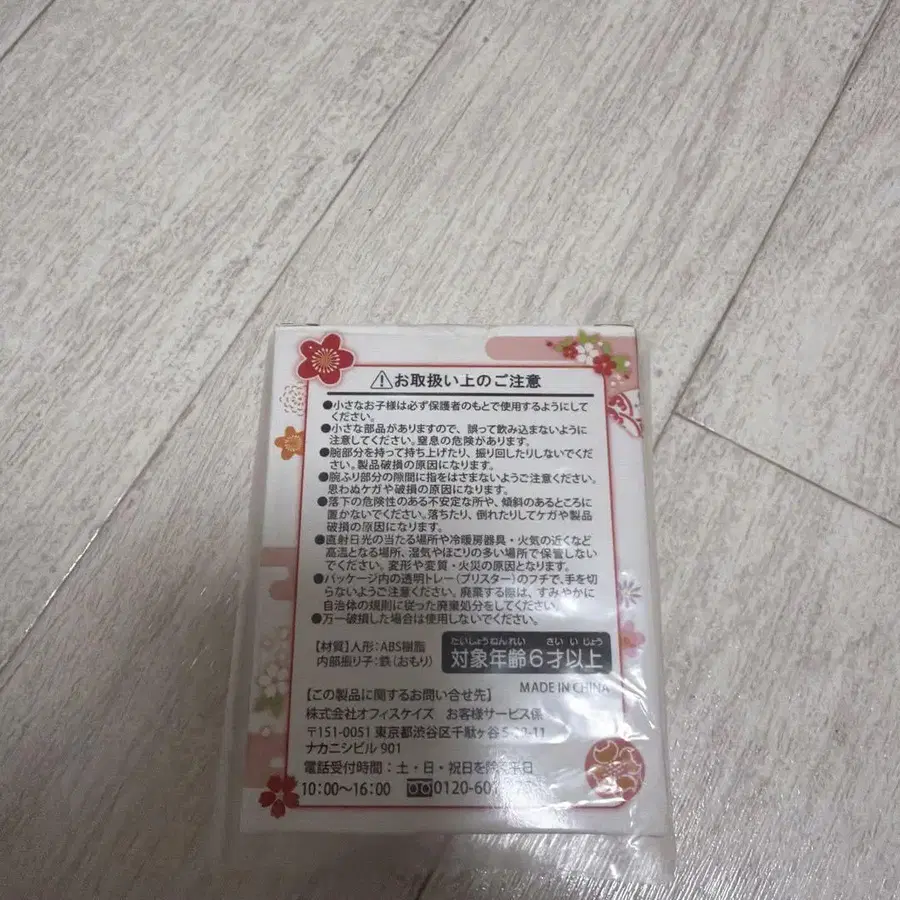 ⚠お取扱い上のご注意
●小さなお子様は必ず保護者のもとで使用するようにして
ください。
●小さな部品がありますので、誤って飲み込まないように
注意してください。窒息の危険があります。
●腕部分を持って持ち上げたり、振り回したりしないでくだ
さい。製品破損の原因になります。
●腕ふり部分の隙間に指をはさまないようご注意ください。
思わぬケガや破損の原因になります。
●落下の危険性のある不安定な所や、傾斜のあるところに
置かないでください。落ちたり、倒れたりしてケガや製品
破損の原因になります。
●直射日光の当たる場所や冷暖房器具・火気の近くなど
高温となる場所、湿気やほこりの多い場所で保管しない
でください。変形や変質・火災の原因となります。
●パッケージ内の透明トレー(ブリスター)のフチで、手を切
らないようご注意ください。廃棄する際は、すみやかに
自治体の規則に従った廃棄処分をしてください。
●万一破損した場合は使用しないでください。
【材質】人形:ABS樹脂
内部振り子:鉄(おもり)
たいしょうねんれい さい いじょう
対象年齢6才以上
MADE IN CHINA
【この製品に関するお問い合せ先】
株式会社オフィスケイズ お客様サービス係
〒151-0051 東京都渋谷区千駄ヶ谷
ナカニシビル 901
電話受付時間:土・日・祝日を除く平日
10:00〜16:00 0120-601